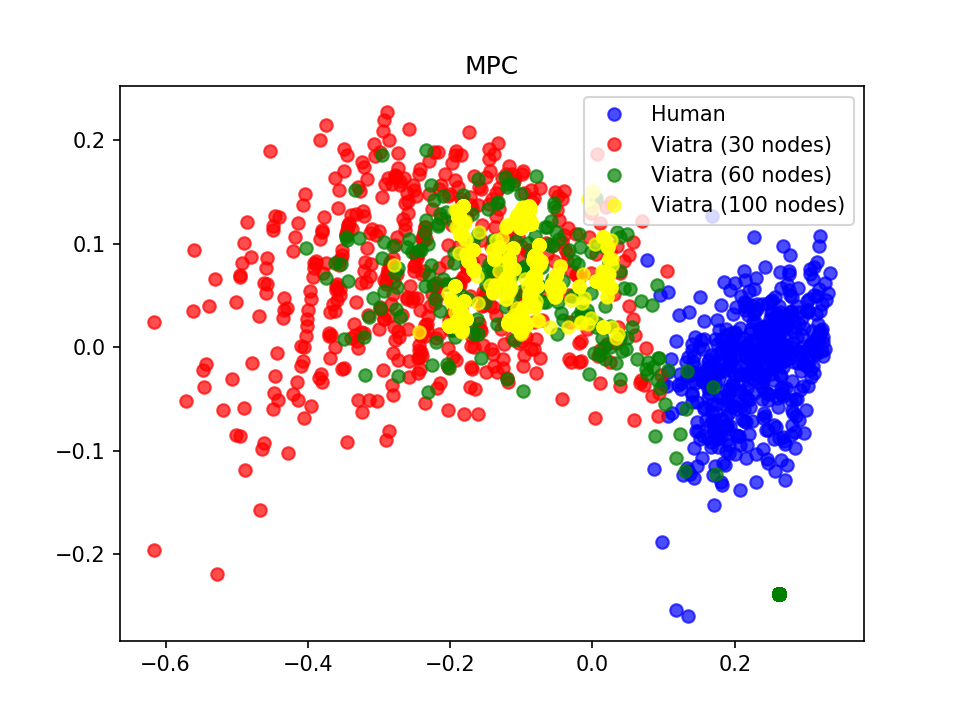 MPC
Human
Viatra (30 nodes)
Viatra (60 nodes)
Viatra (100 nodes)
0.2
0.1
0.0
−0.1
−0.2
−0.6
−0.4
−0.2
0.0
0.2